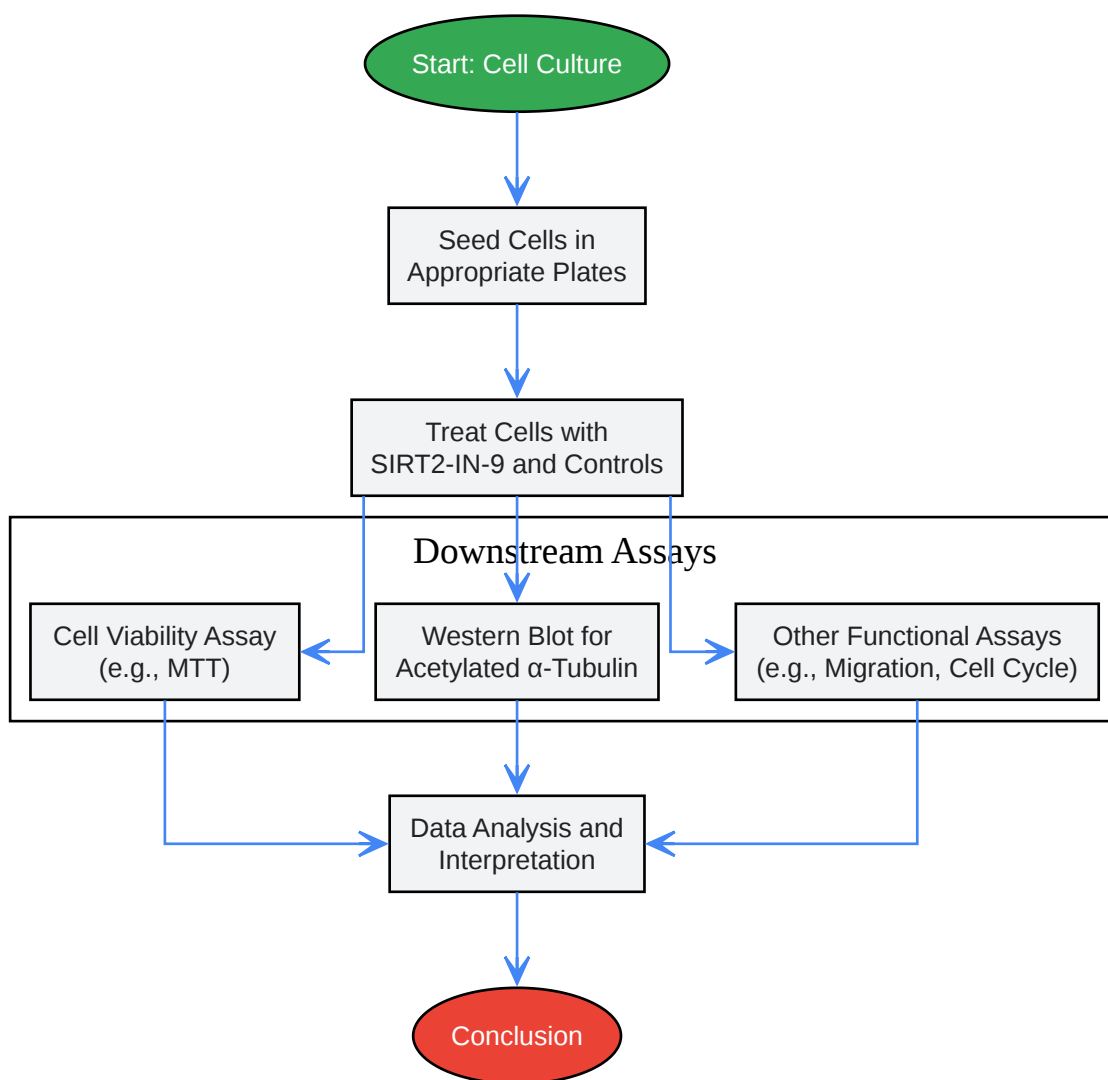 Start: Cell Culture
Seed Cells in
Appropriate Plates
Treat Cells with
SIRT2-IN-9 and Controls
Downstream Assays
Cell Viability Assay
(e.g., MTT)
Western Blot for
Acetylated α-Tubulin
Other Functional Assays
(e.g., Migration, Cell Cycle)
Data Analysis and
Interpretation
Conclusion